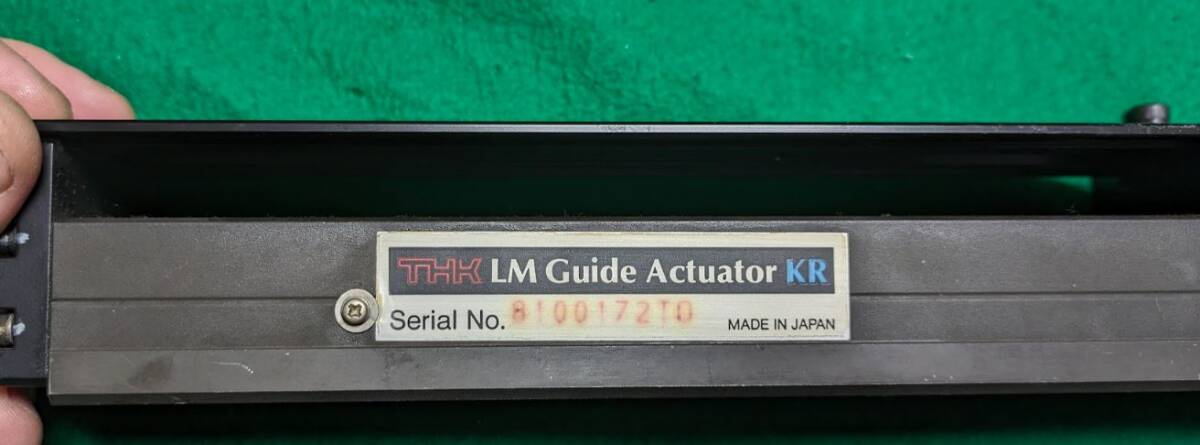 THK LM Guide Actuator KR
Serial No. 8100172T0
MADE IN JAPAN